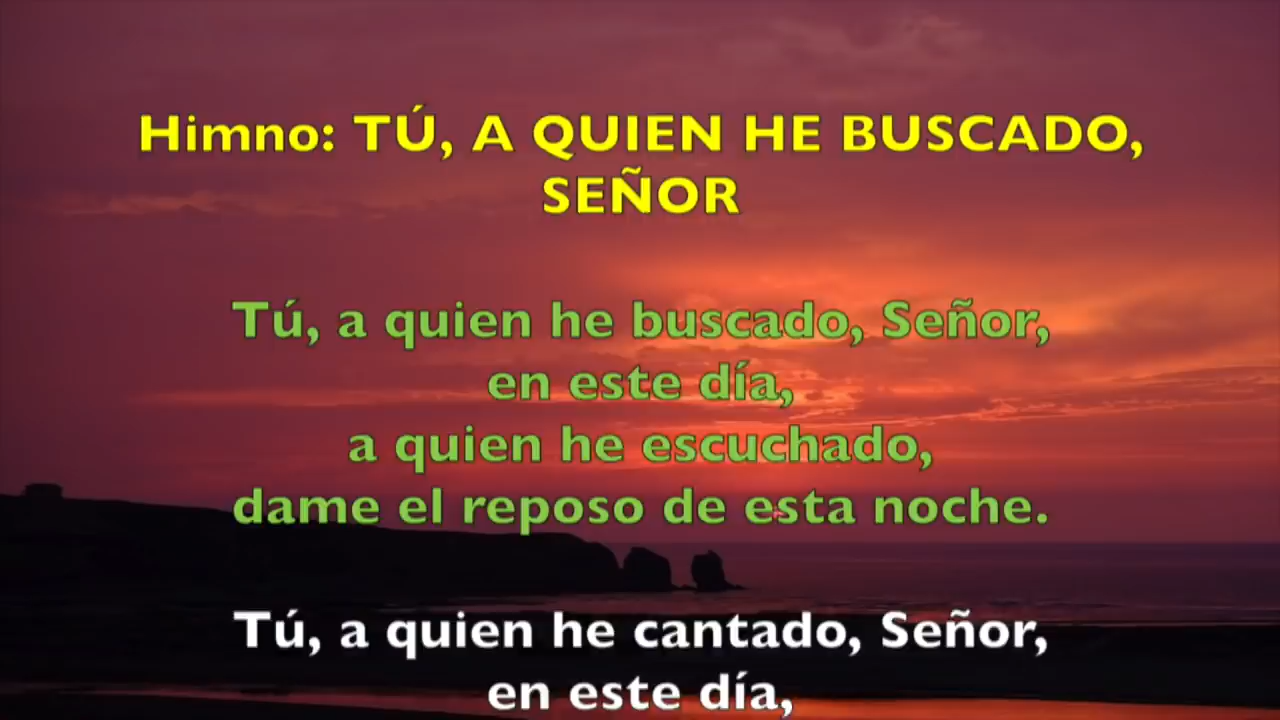 Himno: TÚ, A QUIEN HE BUSCADO,
SEÑOR
Tú, a quien he buscado, Señor,
en este día,
a quien he escuchado,
dame el reposo de esta noche.
Tú, a quien he cantado, Señor,
en este día,